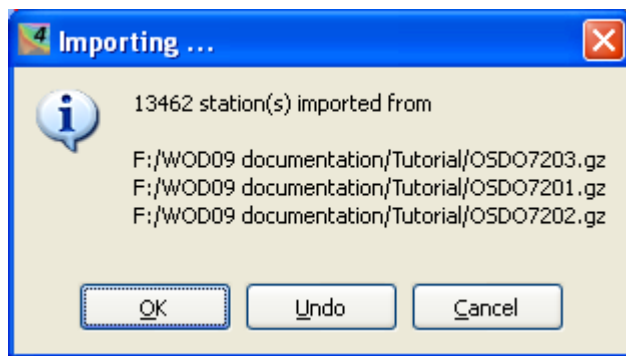 4 Importing ...
13462 station(s) imported from
F:/WOD09 documentation/Tutorial/OSDO7203.gz
F:/WOD09 documentation/Tutorial/OSDO7201.gz
F:/WOD09 documentation/Tutorial/OSDO7202.gz
OK Undo Cancel